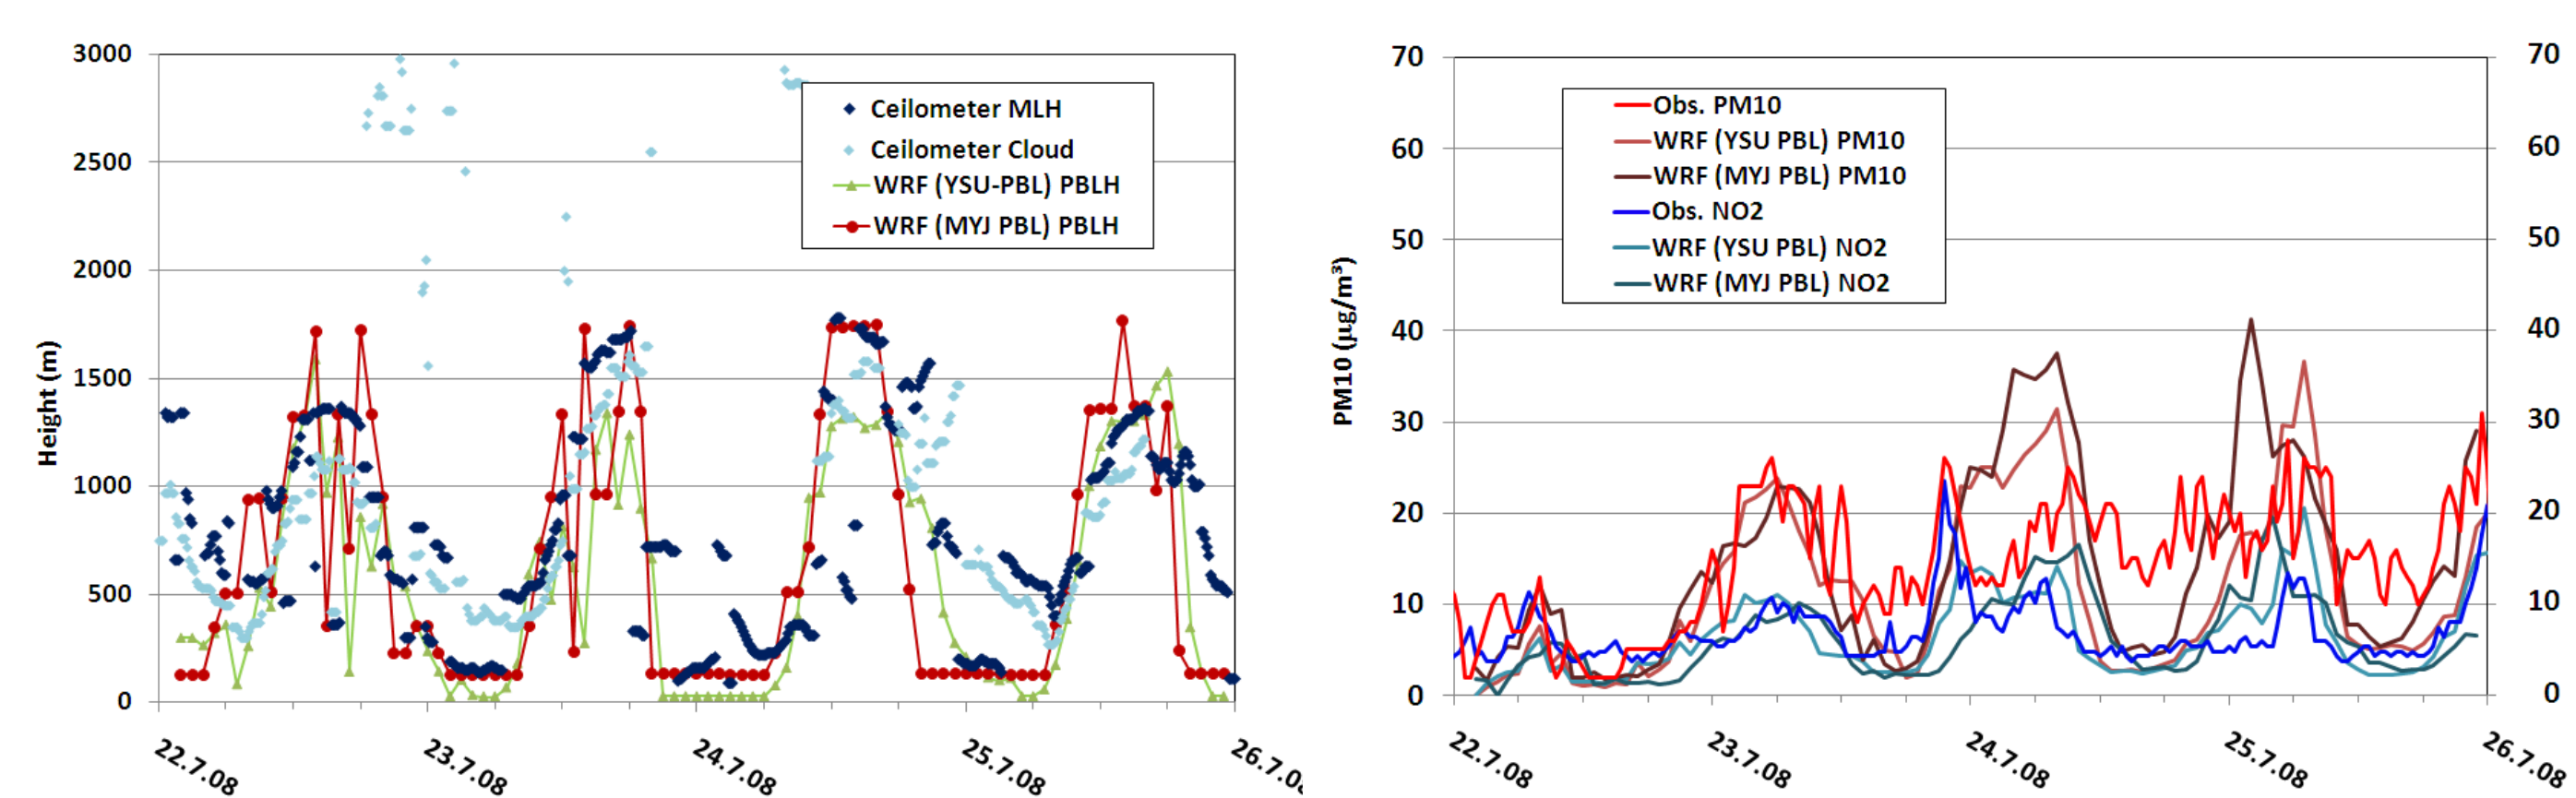 3000
2500
2000
1500
1000
500
0
Height (m)
Ceilometer MLH
Ceilometer Cloud
WRF (YSU-PBL) PBLH
WRF (MYJ PBL) PBLH
22.7.08
23.7.08
24.7.08
25.7.08
26.7.08
70
60
50
40
30
20
10
0
PM10 (µg/m³)
Obs. PM10
WRF (YSU PBL) PM10
WRF (MYJ PBL) PM10
Obs. NO2
WRF (YSU PBL) NO2
WRF (MYJ PBL) NO2
70
60
50
40
30
20
10
0
22.7.08
23.7.08
24.7.08
25.7.08
26.7.08